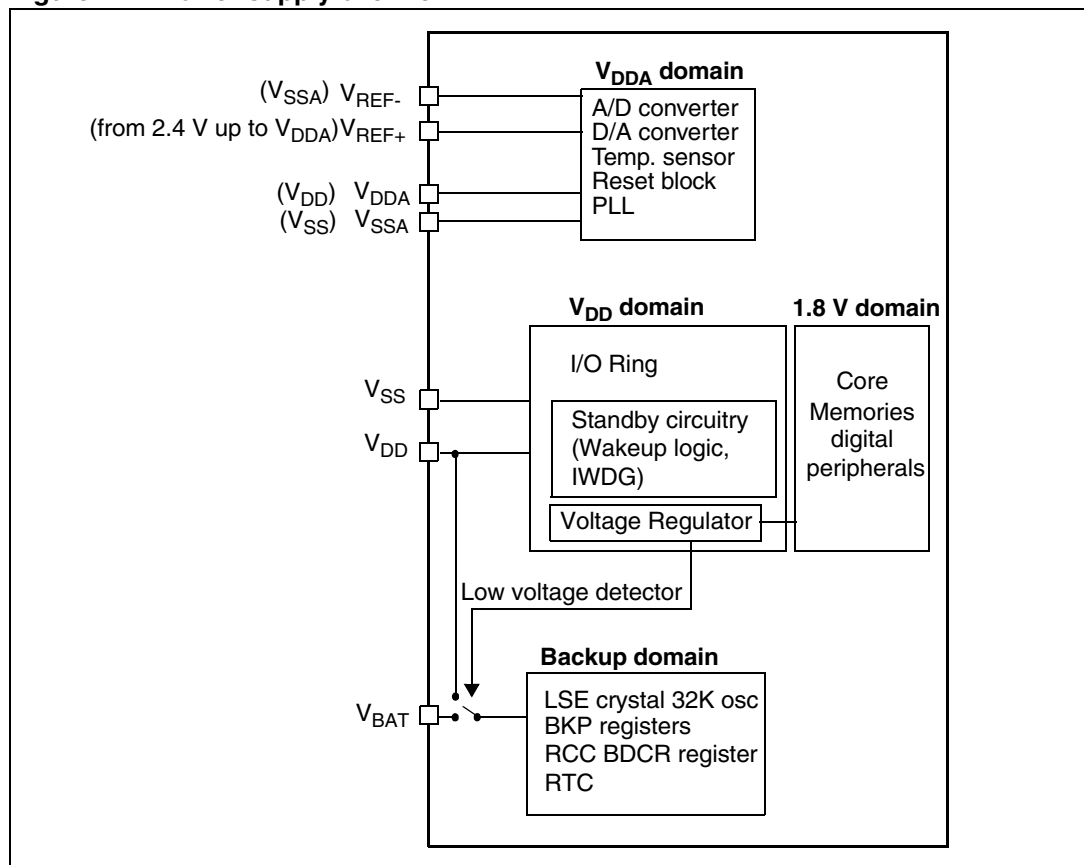 V_DDA domain
(V_SSA) V_REF-
(from 2.4 V up to V_DDA) V_REF+
(V_DD) V_DDA
(V_SS) V_SSA
A/D converter
D/A converter
Temp. sensor
Reset block
PLL
V_DD domain
1.8 V domain
I/O Ring
V_SS
V_DD
Standby circuitry
(Wakeup logic,
IWDG)
Voltage Regulator
Core
Memories
digital
peripherals
Low voltage detector
Backup domain
V_BAT
LSE crystal 32K osc
BKP registers
RCC BDCR register
RTC